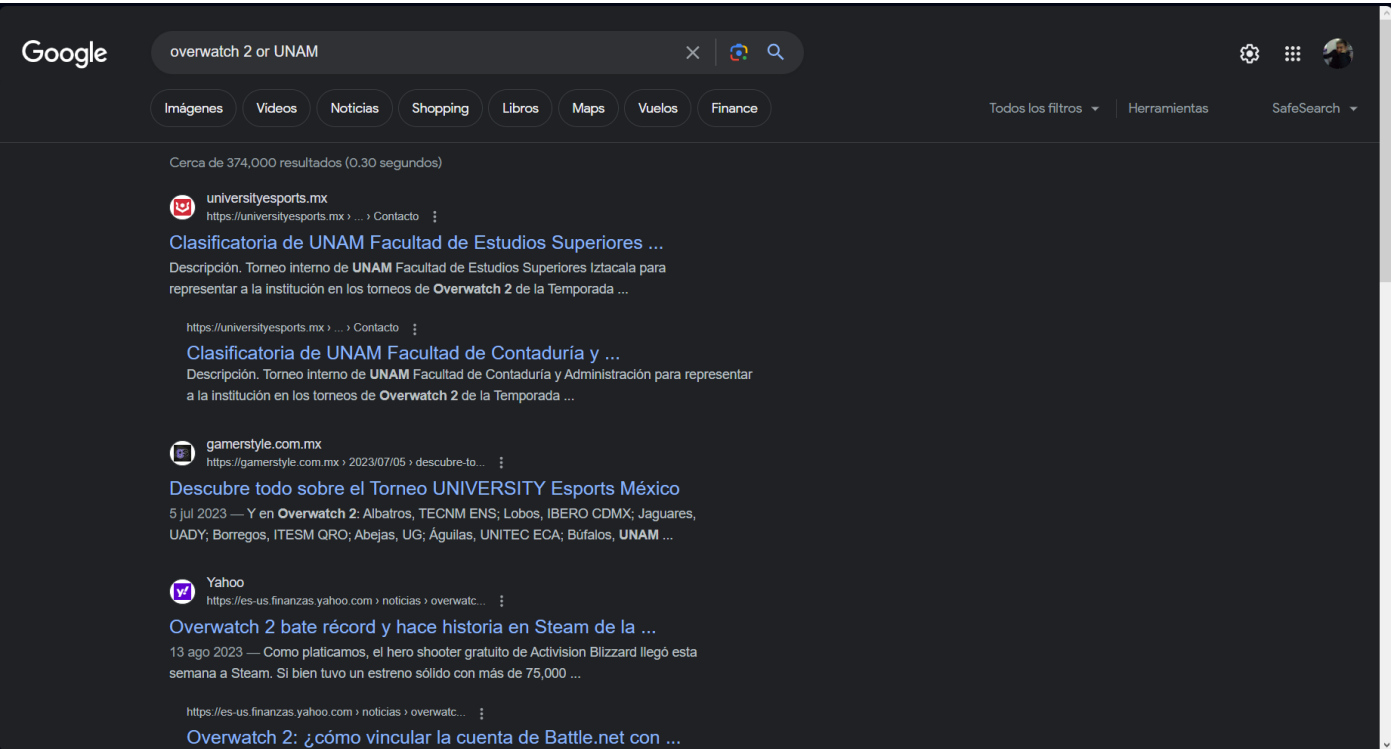 Google
overwatch 2 or UNAM
Imágenes Videos Noticias Shopping Libros Maps Vuelos Finance Todos los filtros Herramientas SafeSearch
Cerca de 374,000 resultados (0.30 segundos)
universityesports.mx
https://universityesports.mx › ... › Contacto
Clasificatoria de UNAM Facultad de Estudios Superiores ...
Descripción. Torneo interno de UNAM Facultad de Estudios Superiores Iztacala para
representar a la institución en los torneos de Overwatch 2 de la Temporada ...
https://universityesports.mx › ... › Contacto
Clasificatoria de UNAM Facultad de Contaduría y ...
Descripción. Torneo interno de UNAM Facultad de Contaduría y Administración para representar
a la institución en los torneos de Overwatch 2 de la Temporada ...
gamerstyle.com.mx
https://gamerstyle.com.mx › 2023/07/05 › descubre-to...
Descubre todo sobre el Torneo UNIVERSITY Esports México
5 jul 2023 — Y en Overwatch 2: Albatros, TECNM ENS; Lobos, IBERO CDMX; Jaguares,
UADY; Borregos, ITESM QRO; Abejas, UG; Águilas, UNITEC ECA; Búfalos, UNAM ...
Yahoo
https://es-us.finanzas.yahoo.com › noticias › overwatc...
Overwatch 2 bate récord y hace historia en Steam de la ...
13 ago 2023 — Como platicamos, el hero shooter gratuito de Activision Blizzard llegó esta
semana a Steam. Si bien tuvo un estreno sólido con más de 75,000 ...
https://es-us.finanzas.yahoo.com › noticias › overwatc...
Overwatch 2: ¿cómo vincular la cuenta de Battle.net con ...